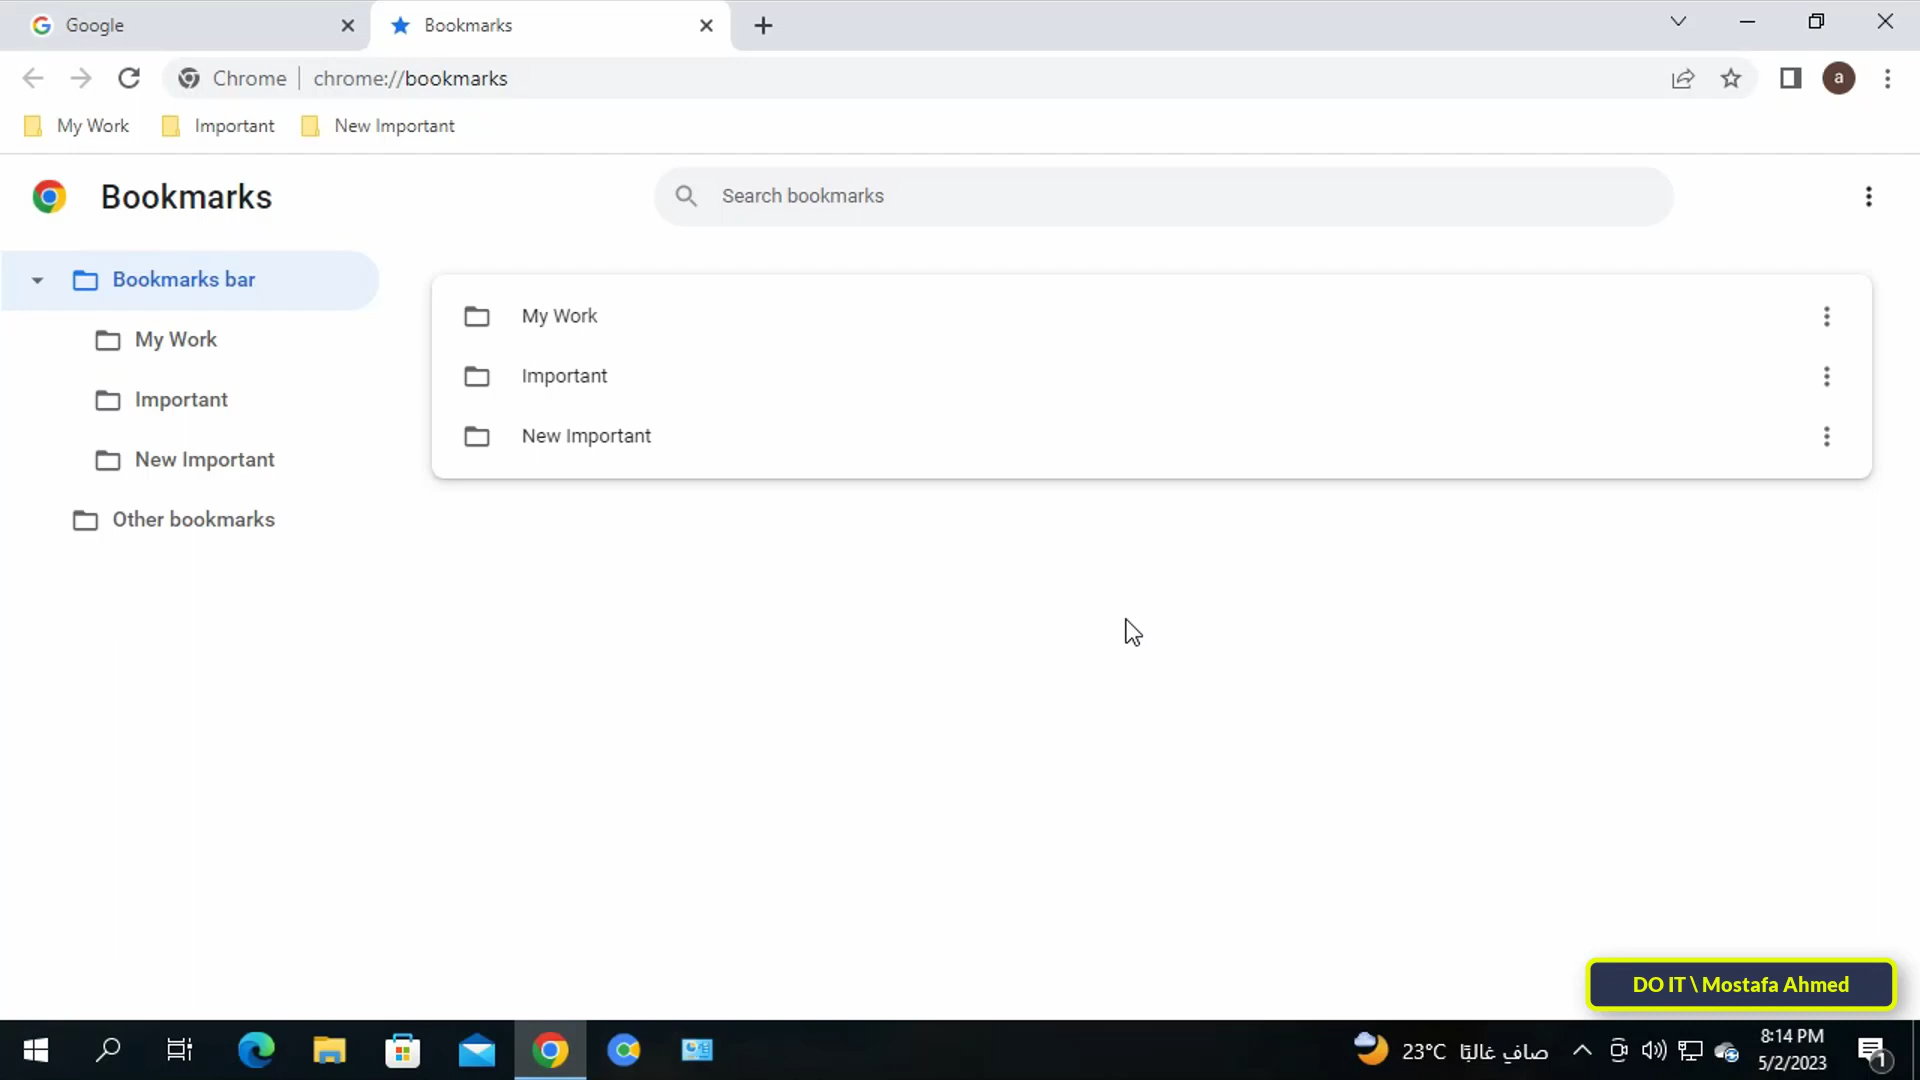 Google
Bookmarks
Chrome
chrome://bookmarks
a
My Work
Important
New Important
Bookmarks
Search bookmarks
Bookmarks bar
My Work
Important
New Important
Other bookmarks
My Work
Important
New Important
DO IT \ Mostafa Ahmed
23°C
صافٍ غالبًا
8:14 PM
5/2/2023
1